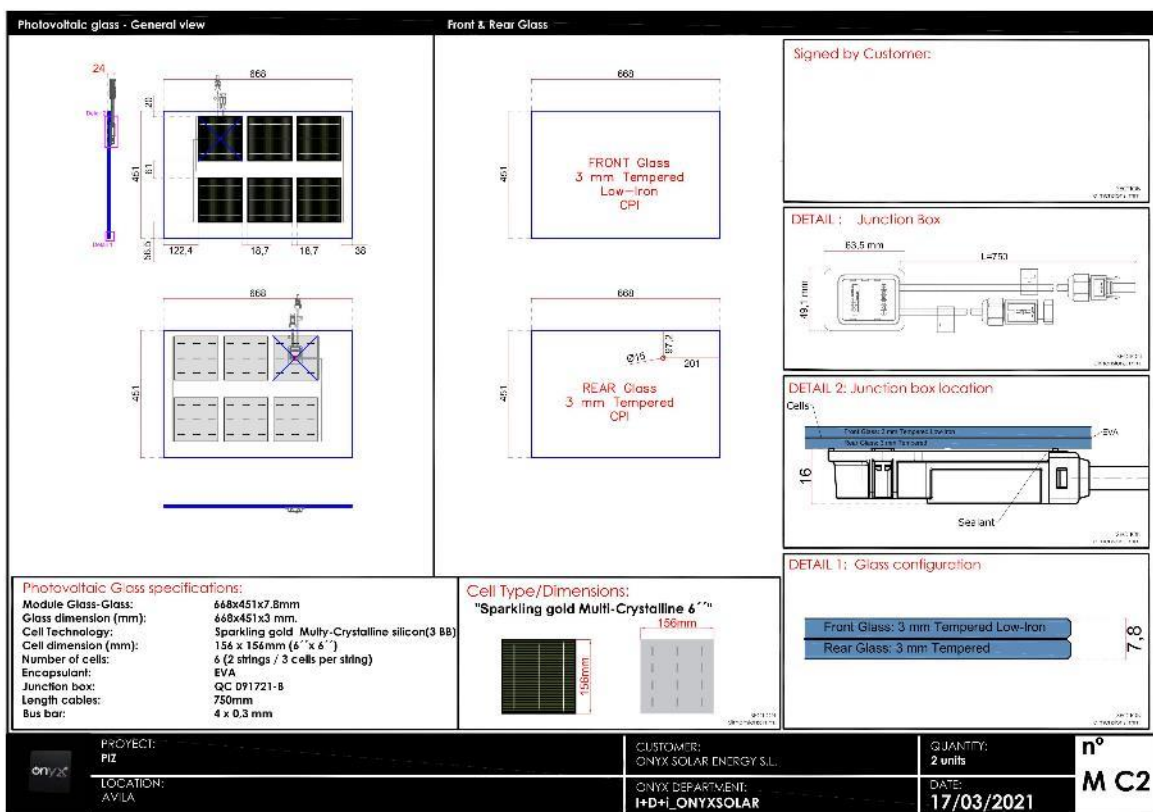 Photovoltaic glass - General view
24
668
20
451
61
56,6
122,4
18,7
18,7
38
668
451
Front & Rear Glass
668
451
FRONT Glass
3 mm Tempered
Low-Iron
CPI
668
451
Ø15
97,2
201
REAR Glass
3 mm Tempered
CPI
Signed by Customer:
DETAIL : Junction Box
63,5 mm
L=750
49,1 mm
DETAIL 2: Junction box location
Cells
Front Glass: 3 mm Tempered Low-Iron
Rear Glass: 3 mm Tempered
EVA
16
Sealant
DETAIL 1: Glass configuration
Front Glass: 3 mm Tempered Low-Iron
Rear Glass: 3 mm Tempered
7,8
Photovoltaic Glass specifications:
Module Glass-Glass: 668x451x7.8mm
Glass dimension (mm): 668x451x3 mm.
Cell Technology: Sparkling gold Multy-Crystalline silicon(3 BB)
Cell dimension (mm): 156 x 156mm (6´´x 6´´)
Number of cells: 6 (2 strings / 3 cells per string)
Encapsulant: EVA
Junction box: QC 091721-B
Length cables: 750mm
Bus bar: 4 x 0,3 mm
Cell Type/Dimensions:
"Sparkling gold Multi-Crystalline 6´´"
156mm
156mm
onyx
PROYECT:
PIZ
LOCATION:
AVILA
CUSTOMER:
ONYX SOLAR ENERGY S.L.
ONYX DEPARTMENT:
I+D+i_ONYXSOLAR
QUANTITY:
2 units
DATE:
17/03/2021
nº
M C2